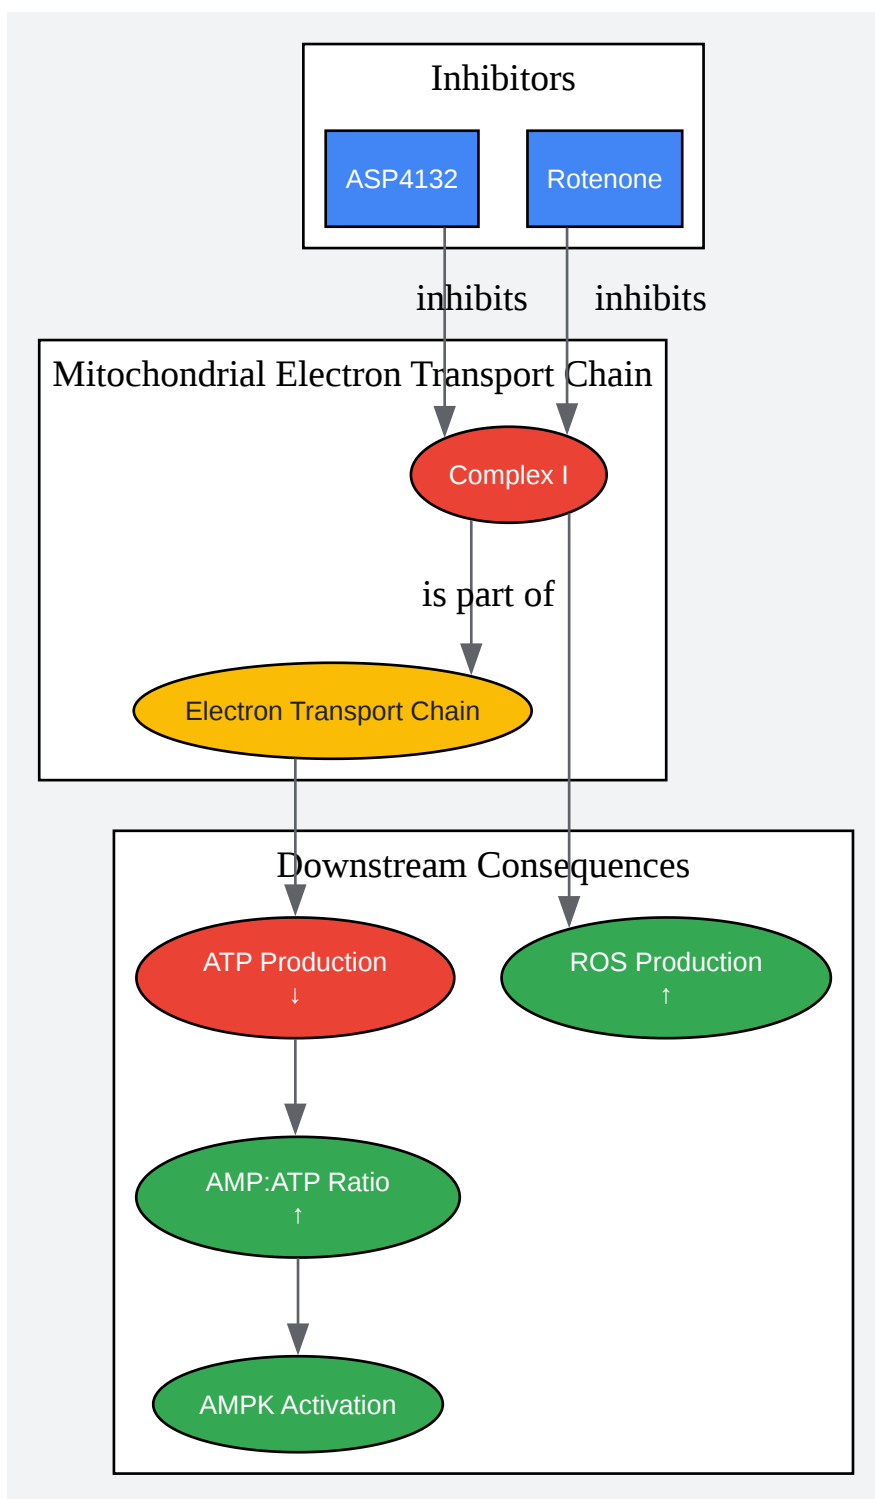 Inhibitors
ASP4132
Rotenone
inhibits
inhibits
Mitochondrial Electron Transport Chain
Complex I
is part of
Electron Transport Chain
Downstream Consequences
ATP Production
↓
ROS Production
↑
AMP:ATP Ratio
↑
AMPK Activation